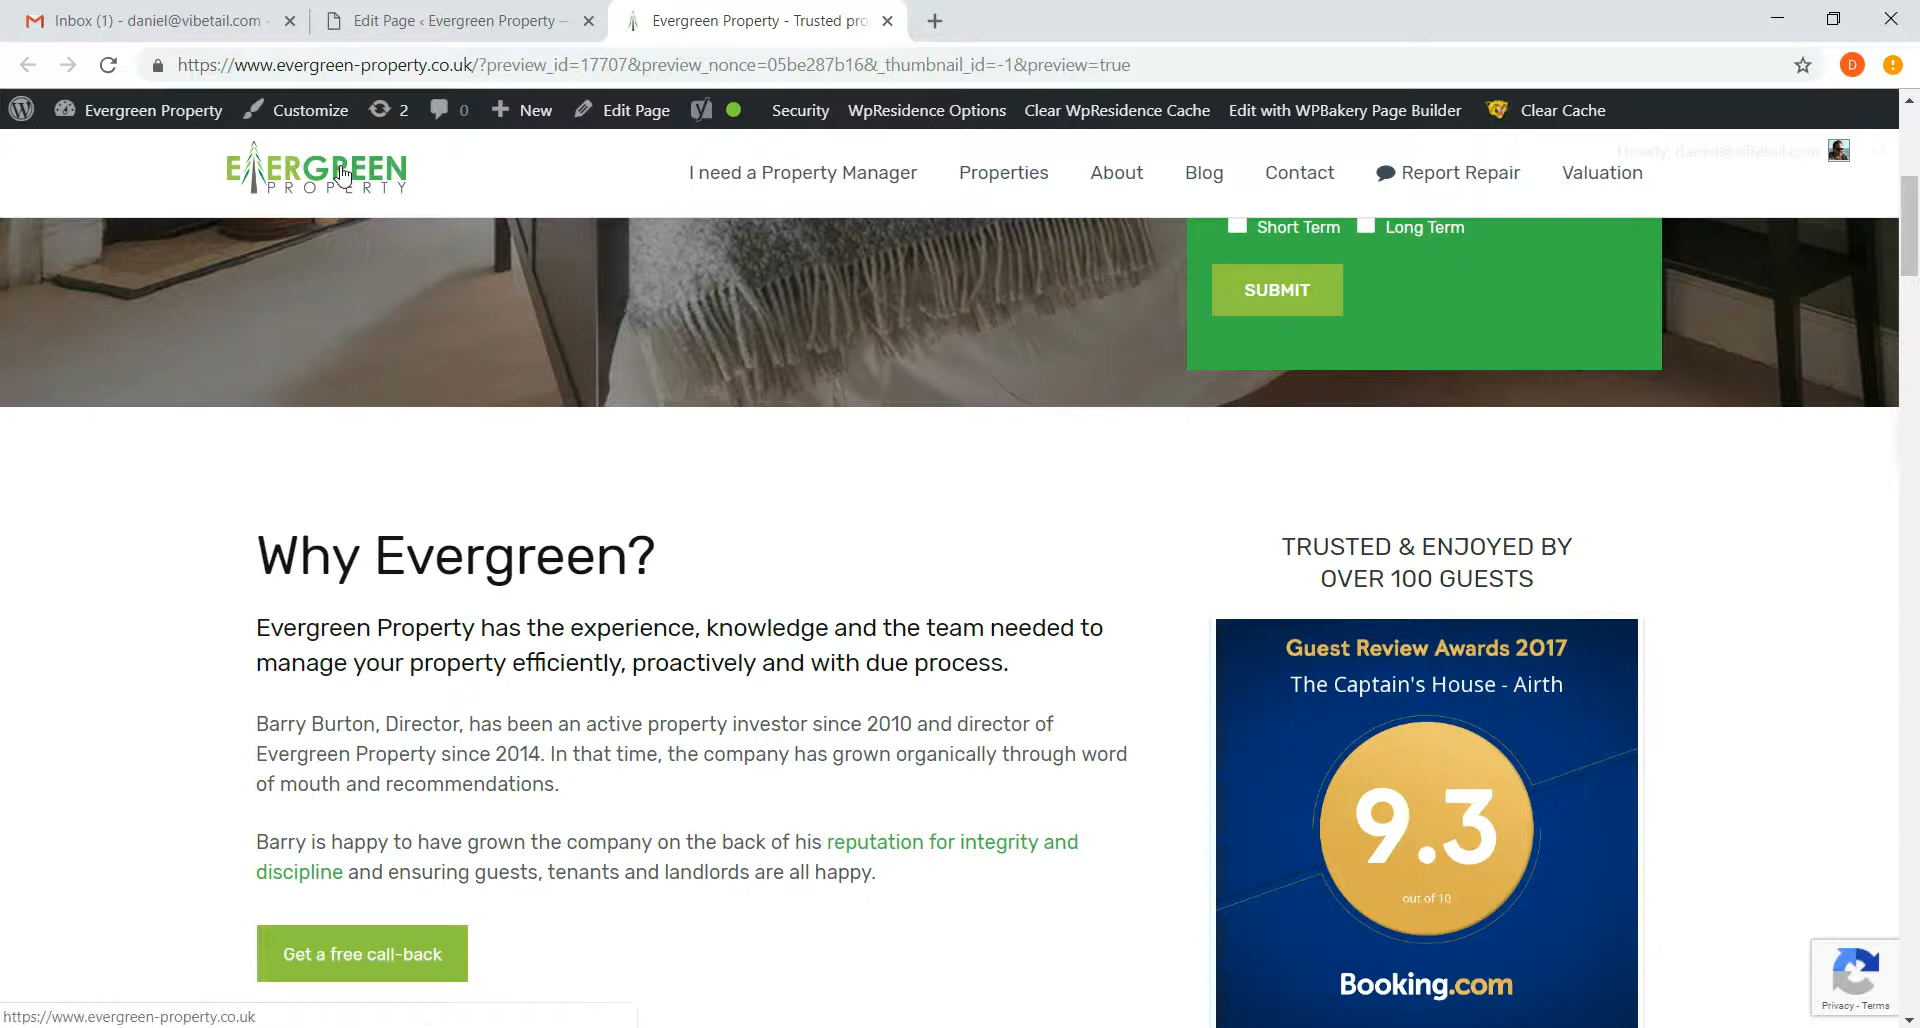 Inbox (1) - daniel@vibetail.com -
Edit Page ‹ Evergreen Property —
Evergreen Property - Trusted pro
https://www.evergreen-property.co.uk/?preview_id=17707&preview_nonce=05be287b16&_thumbnail_id=-1&preview=true
D
Evergreen Property
Customize
2
0
New
Edit Page
Security
WpResidence Options
Clear WpResidence Cache
Edit with WPBakery Page Builder
Clear Cache
Howdy, daniel@vibetail.com
EVERGREEN
PROPERTY
I need a Property Manager
Properties
About
Blog
Contact
Report Repair
Valuation
Short Term
Long Term
SUBMIT
Why Evergreen?
Evergreen Property has the experience, knowledge and the team needed to
manage your property efficiently, proactively and with due process.
Barry Burton, Director, has been an active property investor since 2010 and director of
Evergreen Property since 2014. In that time, the company has grown organically through word
of mouth and recommendations.
Barry is happy to have grown the company on the back of his reputation for integrity and
discipline and ensuring guests, tenants and landlords are all happy.
Get a free call-back
TRUSTED & ENJOYED BY
OVER 100 GUESTS
Guest Review Awards 2017
The Captain's House - Airth
9.3
out of 10
Booking.com
Privacy - Terms
https://www.evergreen-property.co.uk